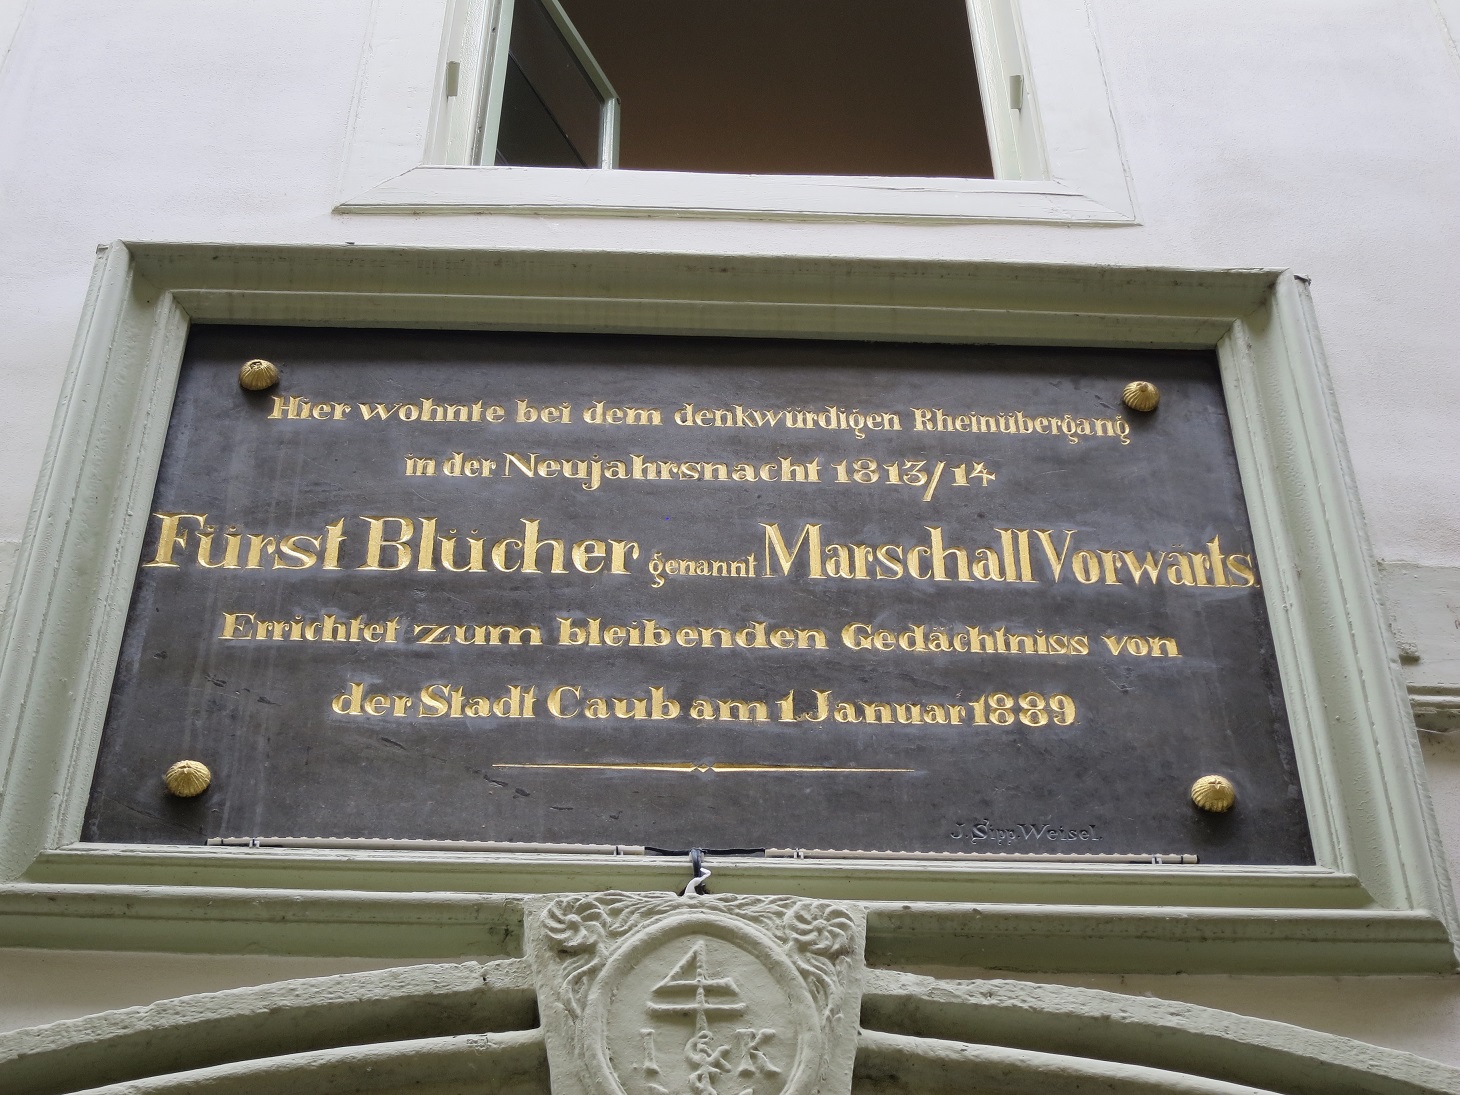 Hier wohnte bei dem denkwürdigen Rheinübergang
in der Neujahrsnacht 1813/14
Fürst Blücher genannt Marschall Vorwärts.
Errichtet zum bleibenden Gedächtniss von
der Stadt Caub am 1 Januar 1889
J. Sipp. Weisel.
I K